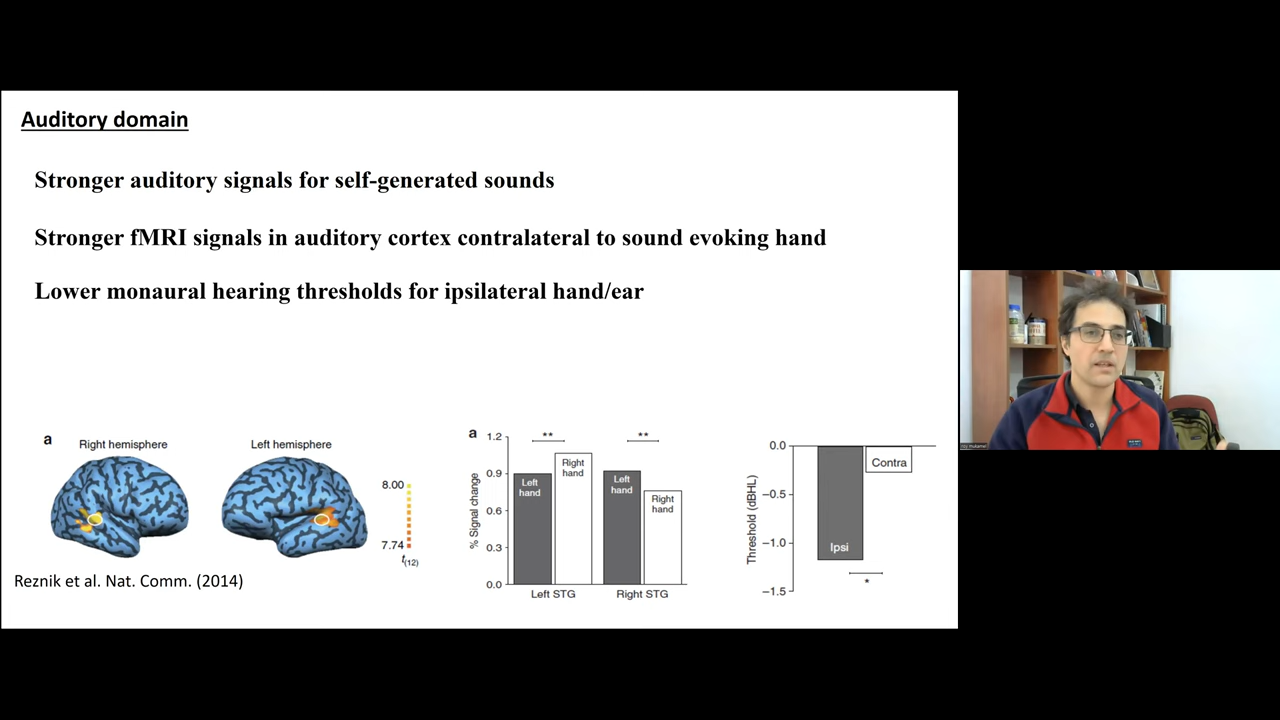 Auditory domain
Stronger auditory signals for self-generated sounds
Stronger fMRI signals in auditory cortex contralateral to sound evoking hand
Lower monaural hearing thresholds for ipsilateral hand/ear
a
Right hemisphere
Left hemisphere
8.00
7.74
t(12)
Reznik et al. Nat. Comm. (2014)
a
% Signal change
1.2
0.9
0.6
0.3
0.0
**
**
Left hand
Right hand
Left hand
Right hand
Left STG
Right STG
Threshold (dBHL)
0.0
−0.5
−1.0
−1.5
Contra
Ipsi
*